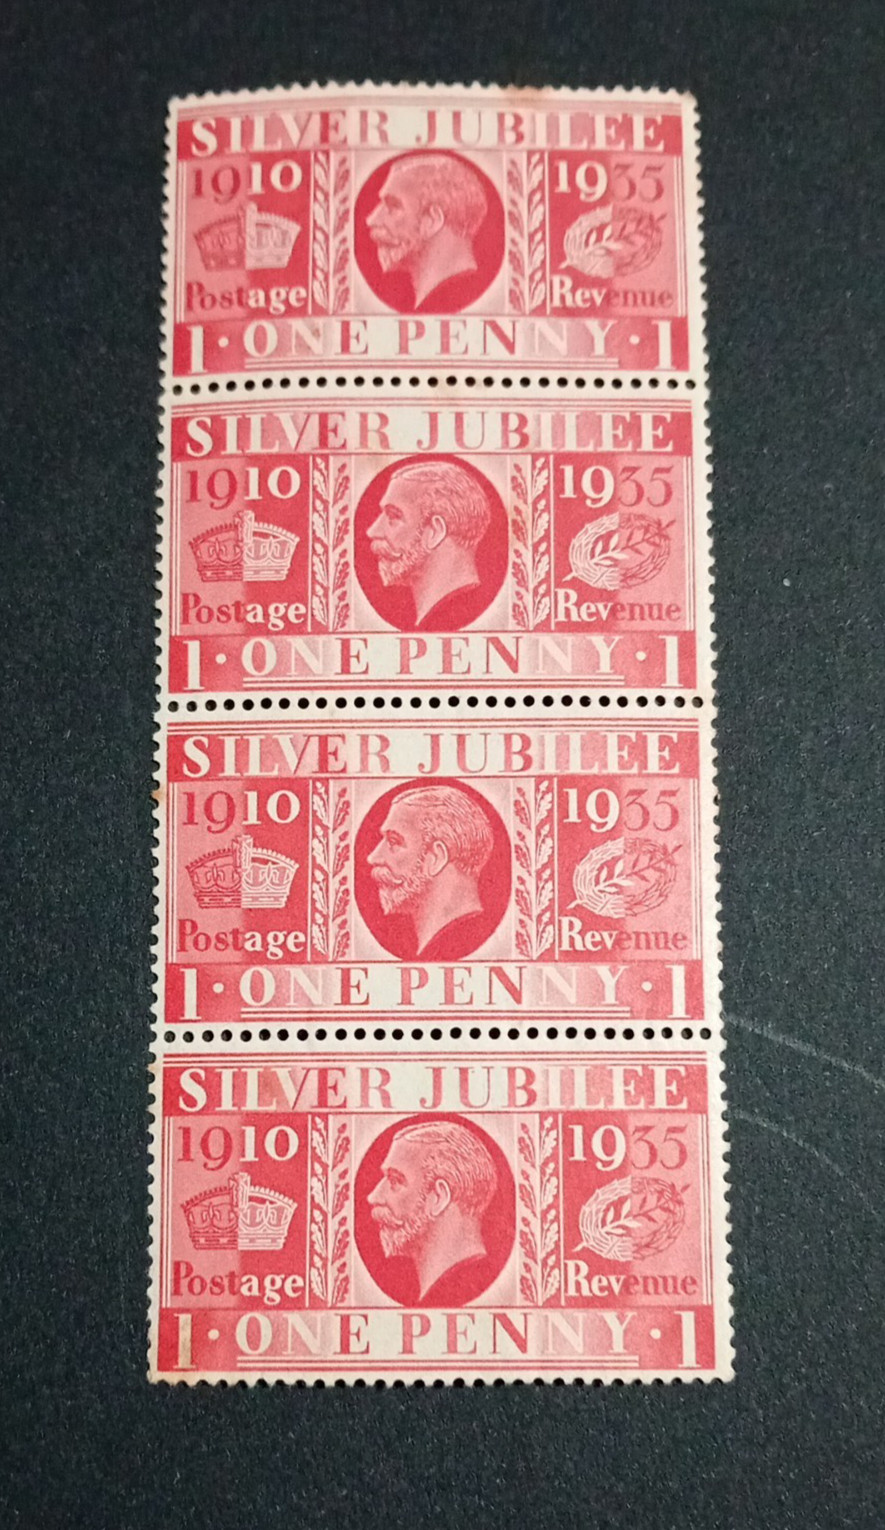 SILVER JUBILEE
1910 1935
Postage Revenue
1 · ONE PENNY · 1
SILVER JUBILEE
1910 1935
Postage Revenue
1 · ONE PENNY · 1
SILVER JUBILEE
1910 1935
Postage Revenue
1 · ONE PENNY · 1
SILVER JUBILEE
1910 1935
Postage Revenue
1 · ONE PENNY · 1